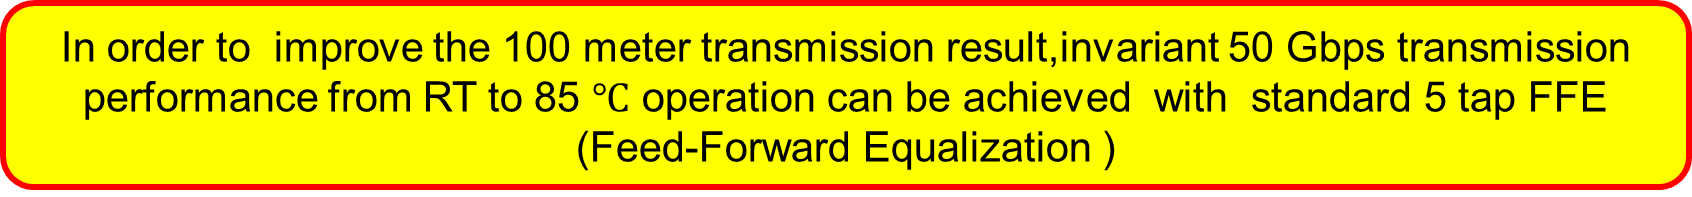 In order to  improve the 100 meter transmission result,invariant 50 Gbps transmission
performance from RT to 85 ℃ operation can be achieved  with  standard 5 tap FFE
(Feed-Forward Equalization )